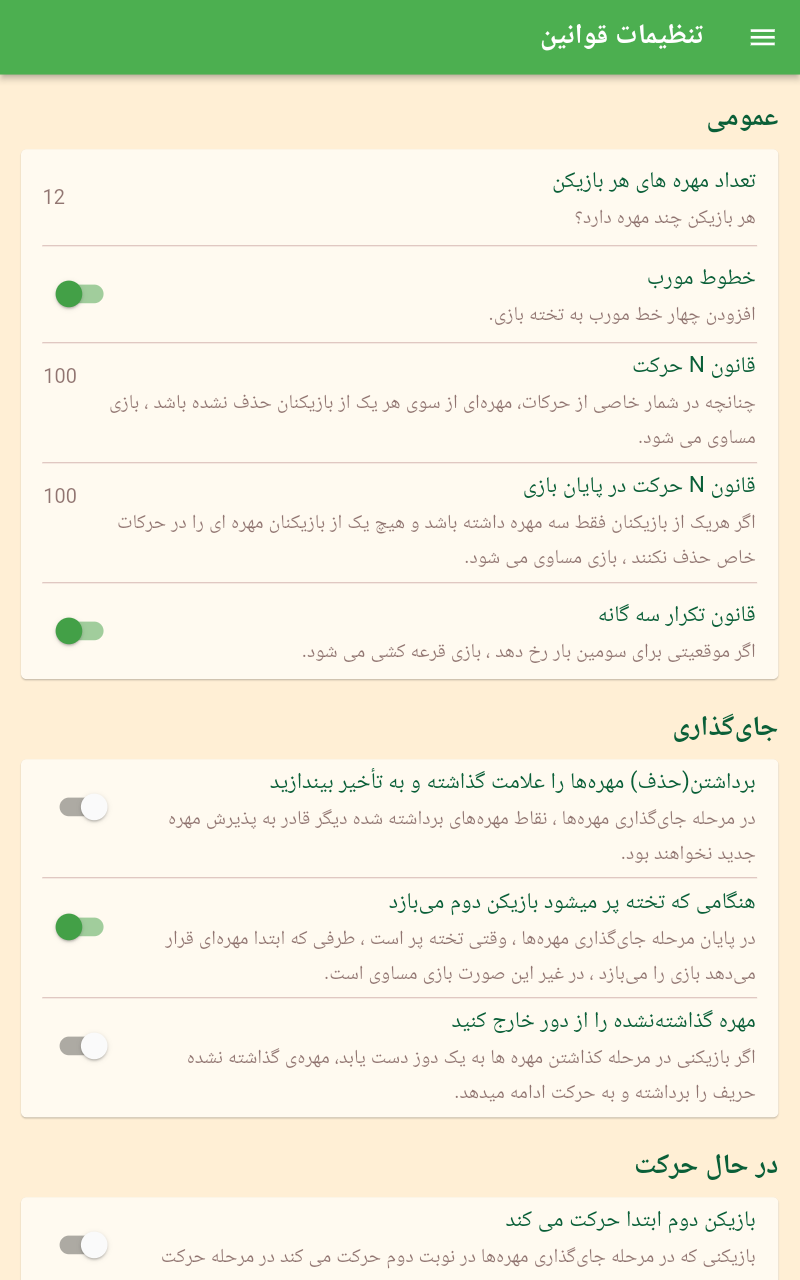 تنظیمات قوانین
عمومی
تعداد مهره های هر بازیکن
12
هر بازیکن چند مهره دارد؟
خطوط مورب
افزودن چهار خط مورب به تخته بازی.
قانون N حرکت
100
چنانچه در شمار خاصی از حرکات، مهره‌ای از سوی هر یک از بازیکنان حذف نشده باشد ، بازی
مساوی می شود.
قانون N حرکت در پایان بازی
100
اگر هریک از بازیکنان فقط سه مهره داشته باشد و هیچ یک از بازیکنان مهره ای را در حرکات
خاص حذف نکنند ، بازی مساوی می شود.
قانون تکرار سه گانه
اگر موقعیتی برای سومین بار رخ دهد ، بازی قرعه کشی می شود.
جای‌گذاری
برداشتن(حذف) مهره‌ها را علامت گذاشته و به تأخیر بیندازید
در مرحله جای‌گذاری مهره‌ها ، نقاط مهره‌های برداشته شده دیگر قادر به پذیرش مهره
جدید نخواهند بود.
هنگامی که تخته پر میشود بازیکن دوم می‌بازد
در پایان مرحله جای‌گذاری مهره‌ها ، وقتی تخته پر است ، طرفی که ابتدا مهره‌ای قرار
می‌دهد بازی را می‌بازد ، در غیر این صورت بازی مساوی است.
مهره گذاشته‌نشده را از دور خارج کنید
اگر بازیکنی در مرحله کذاشتن مهره ها به یک دوز دست یابد، مهره‌ی گذاشته نشده
حریف را برداشته و به حرکت ادامه میدهد.
در حال حرکت
بازیکن دوم ابتدا حرکت می کند
بازیکنی که در مرحله جای‌گذاری مهره‌ها در نوبت دوم حرکت می کند در مرحله حرکت